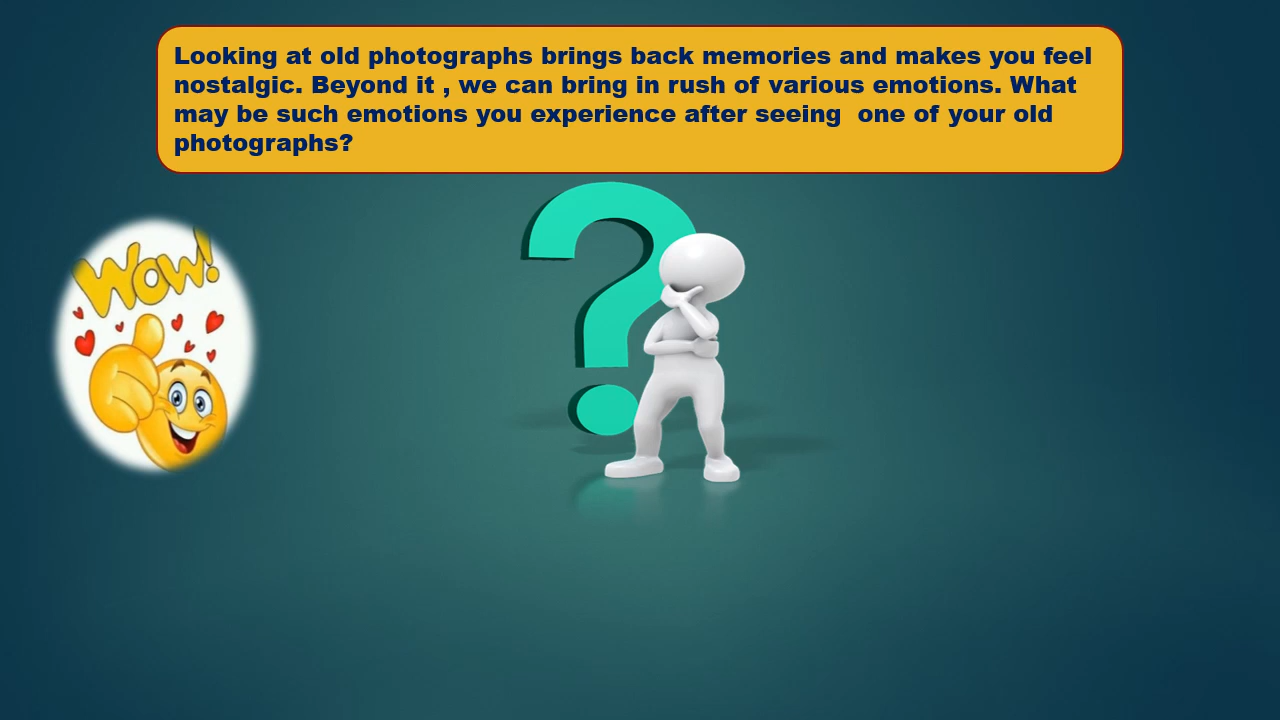 Looking at old photographs brings back memories and makes you feel
nostalgic. Beyond it , we can bring in rush of various emotions. What
may be such emotions you experience after seeing  one of your old
photographs?
Wow!